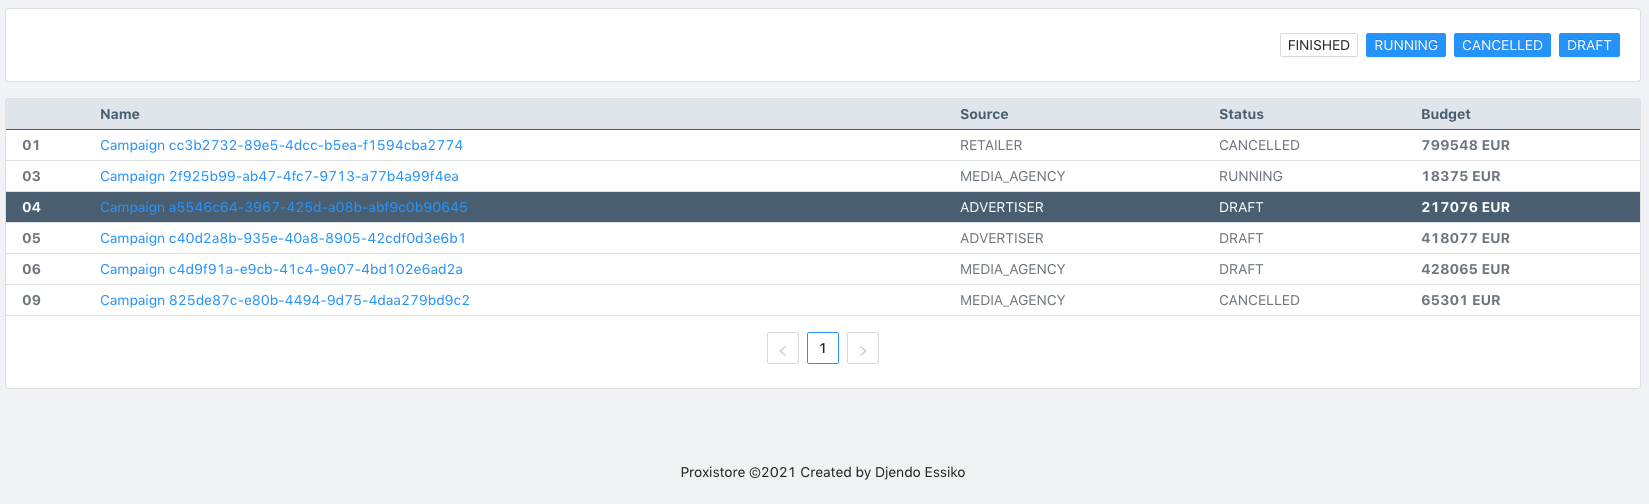 FINISHED RUNNING CANCELLED DRAFT
Name Source Status Budget
01 Campaign cc3b2732-89e5-4dcc-b5ea-f1594cba2774 RETAILER CANCELLED 799548 EUR
03 Campaign 2f925b99-ab47-4fc7-9713-a77b4a99f4ea MEDIA_AGENCY RUNNING 18375 EUR
04 Campaign a5546c64-3967-425d-a08b-abf9c0b90645 ADVERTISER DRAFT 217076 EUR
05 Campaign c40d2a8b-935e-40a8-8905-42cdf0d3e6b1 ADVERTISER DRAFT 418077 EUR
06 Campaign c4d9f91a-e9cb-41c4-9e07-4bd102e6ad2a MEDIA_AGENCY DRAFT 428065 EUR
09 Campaign 825de87c-e80b-4494-9d75-4daa279bd9c2 MEDIA_AGENCY CANCELLED 65301 EUR
< 1 >
Proxistore ©2021 Created by Djendo Essiko